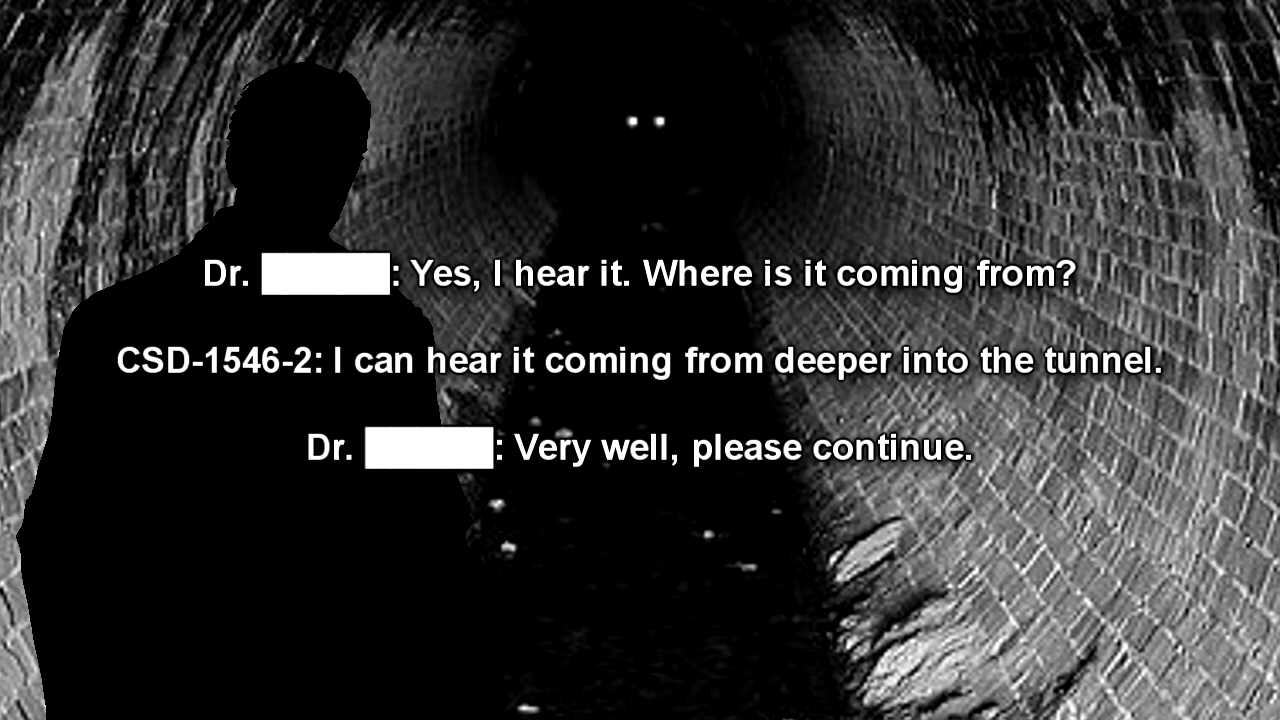 Dr. : Yes, I hear it. Where is it coming from?
CSD-1546-2: I can hear it coming from deeper into the tunnel.
Dr. : Very well, please continue.